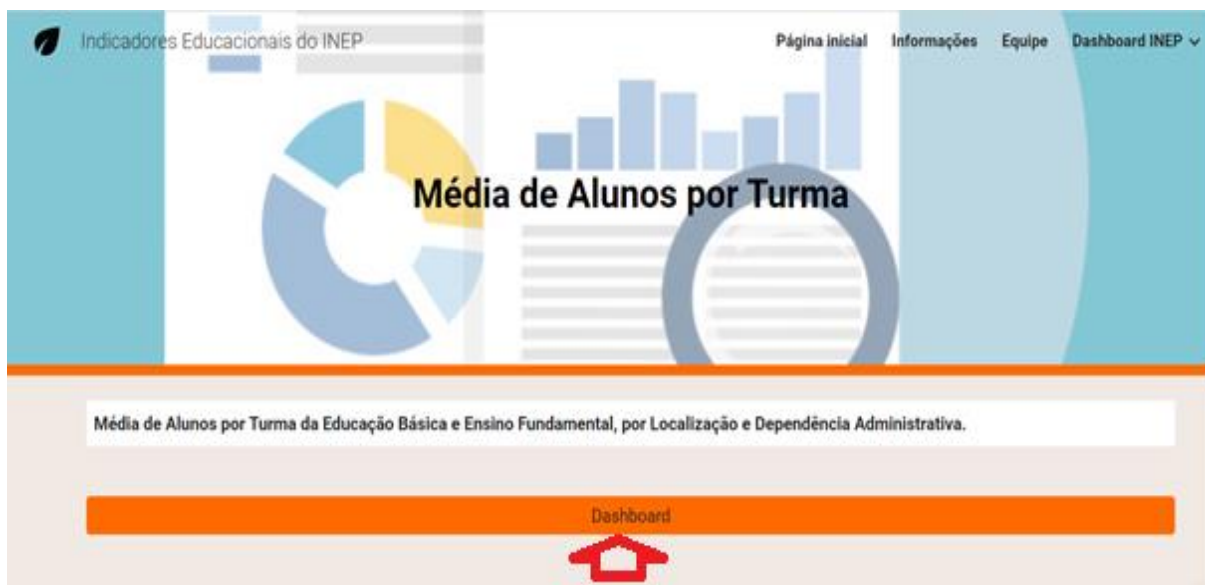 Indicadores Educacionais do INEP
Página inicial Informações Equipe Dashboard INEP
Média de Alunos por Turma
Média de Alunos por Turma da Educação Básica e Ensino Fundamental, por Localização e Dependência Administrativa.
Dashboard